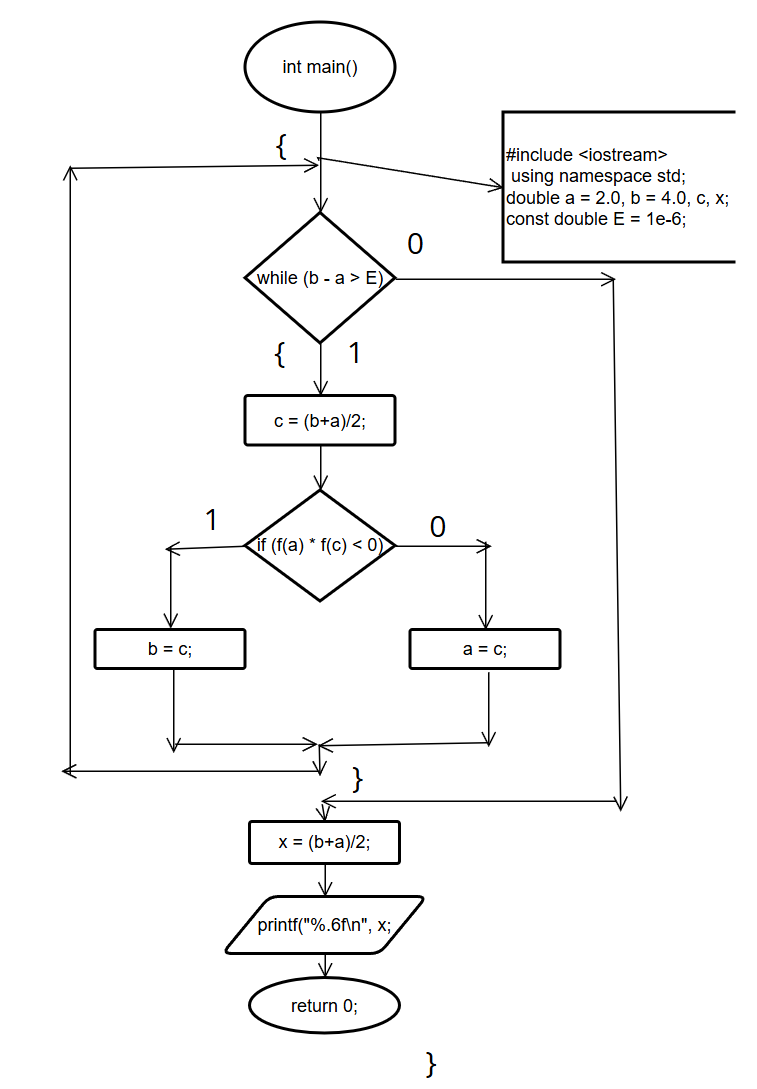 int main()
{
#include <iostream>
using namespace std;
double a = 2.0, b = 4.0, c, x;
const double E = 1e-6;
0
while (b - a > E)
{ 1
c = (b+a)/2;
1 0
if (f(a) * f(c) < 0)
b = c; a = c;
}
x = (b+a)/2;
printf("%.6f\n", x;
return 0;
}